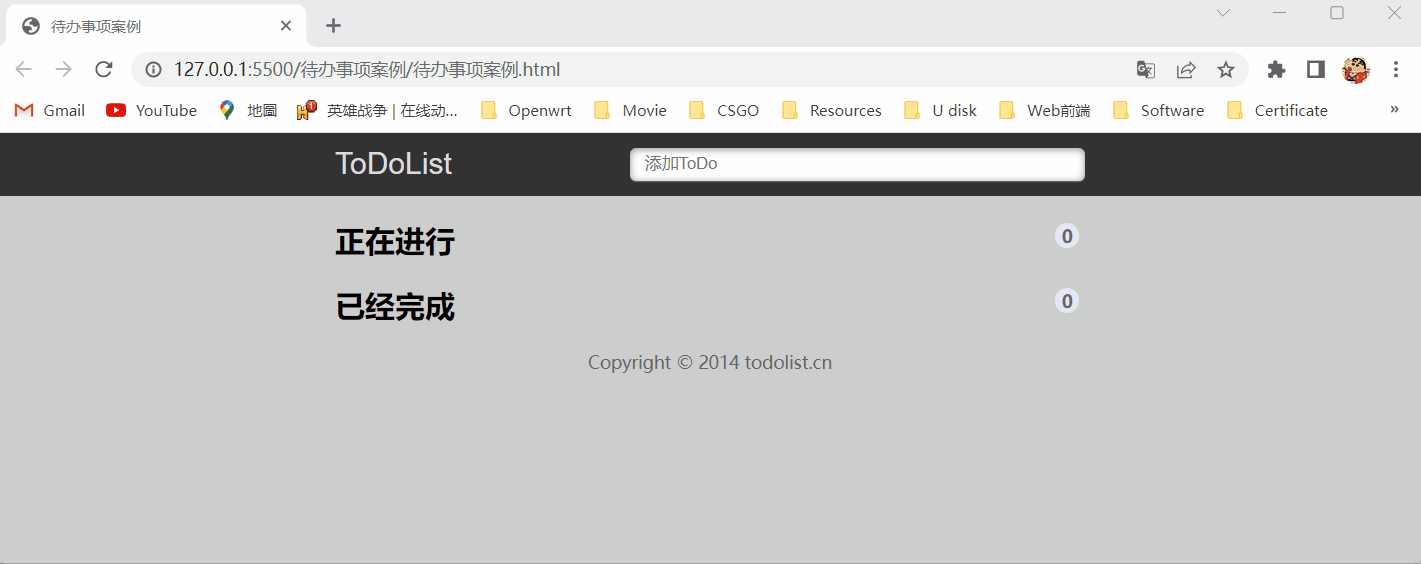 待办事项案例
127.0.0.1:5500/待办事项案例/待办事项案例.html
Gmail YouTube 地圖 英雄战争 | 在线动... Openwrt Movie CSGO Resources U disk Web前端 Software Certificate »
ToDoList 添加ToDo
正在进行 0
已经完成 0
Copyright © 2014 todolist.cn